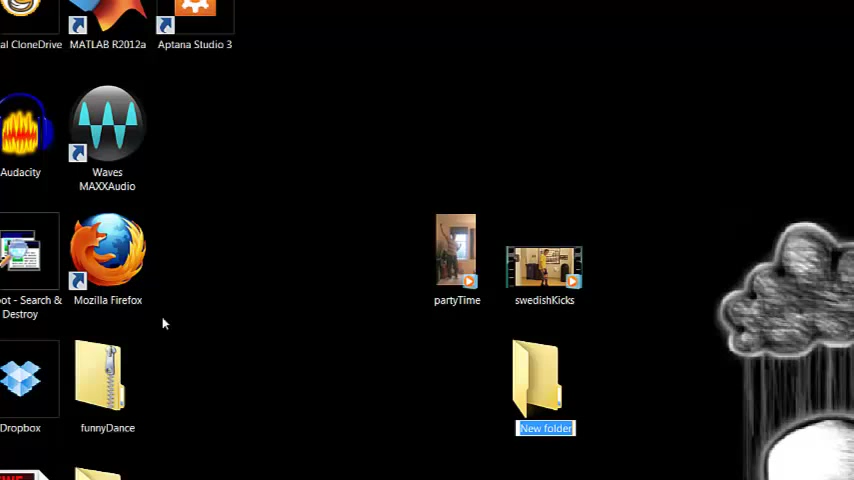 al CloneDrive
MATLAB R2012a
Aptana Studio 3
Audacity
Waves
MAXXAudio
ot - Search &
Destroy
Mozilla Firefox
partyTime
swedishKicks
Dropbox
funnyDance
New folder